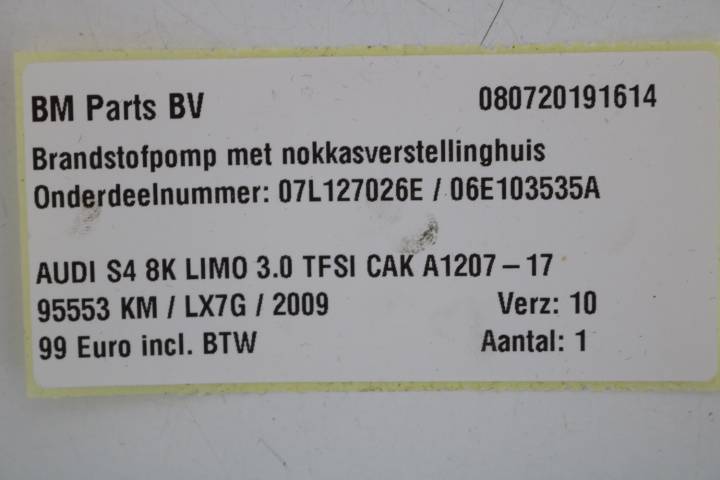 BM Parts BV 080720191614
Brandstofpomp met nokkasverstellinghuis
Onderdeelnummer: 07L127026E / 06E103535A
AUDI S4 8K LIMO 3.0 TFSI CAK A1207 – 17
95553 KM / LX7G / 2009 Verz: 10
99 Euro incl. BTW Aantal: 1